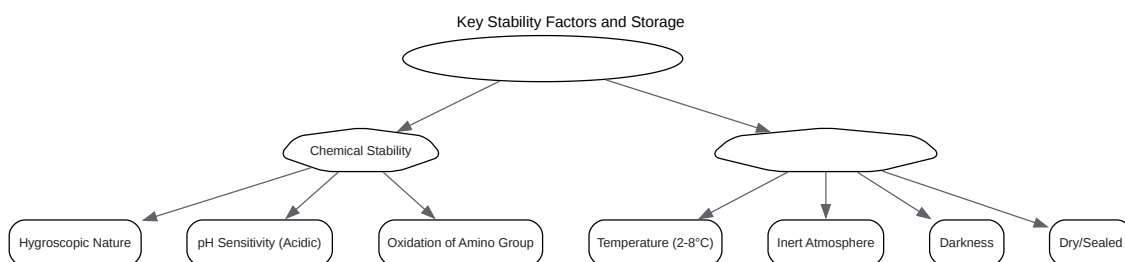 Key Stability Factors and Storage
Chemical Stability
Hygroscopic Nature
pH Sensitivity (Acidic)
Oxidation of Amino Group
Temperature (2-8°C)
Inert Atmosphere
Darkness
Dry/Sealed